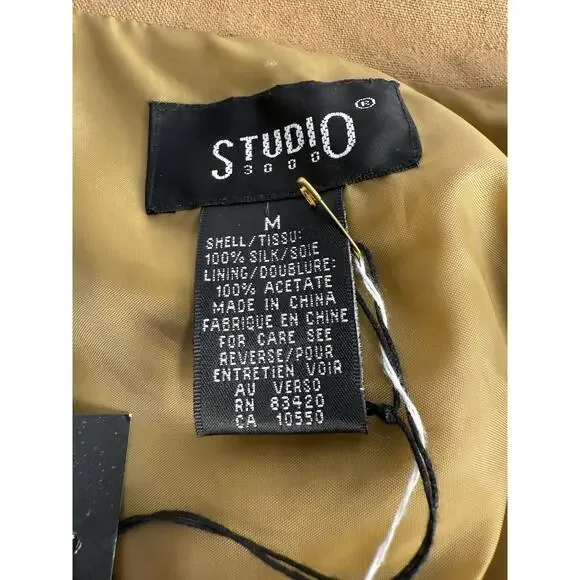 STUDIO®
3000
M
SHELL/TISSU:
100% SILK/SOIE
LINING/DOUBLURE:
100% ACETATE
MADE IN CHINA
FABRIQUE EN CHINE
FOR CARE SEE
REVERSE/POUR
ENTRETIEN VOIR
AU VERSO
RN 83420
CA 10550